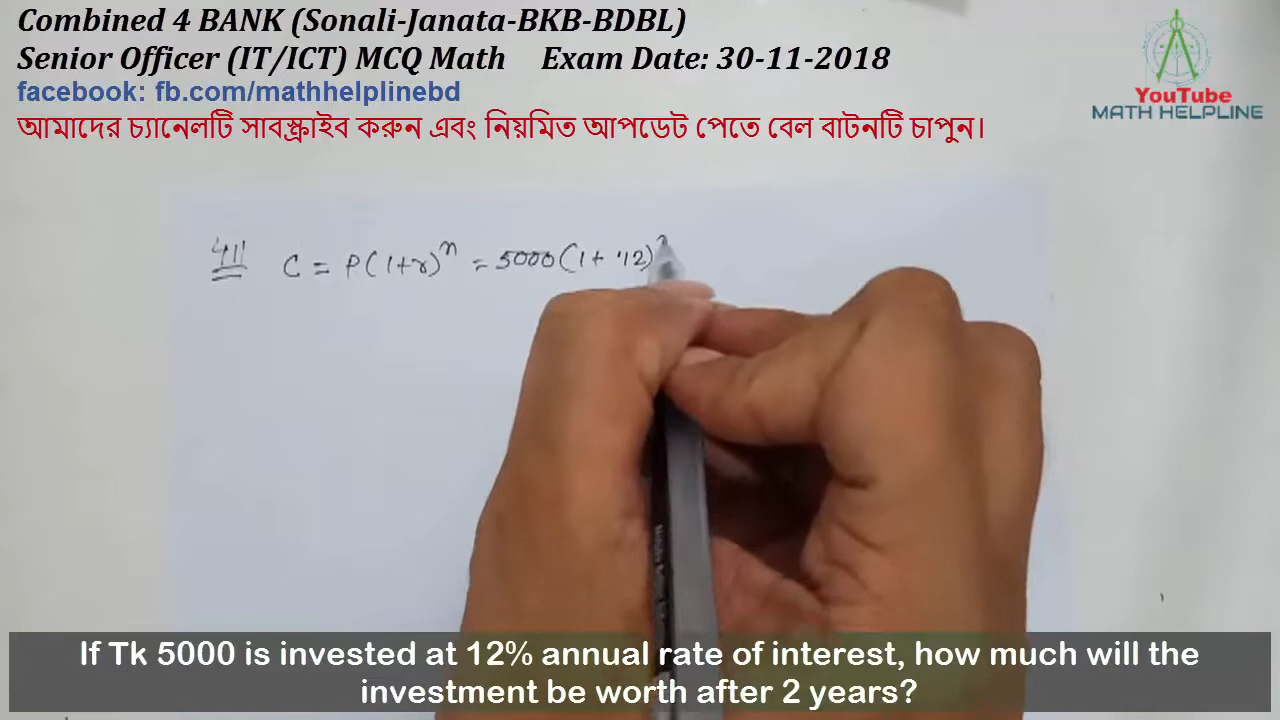 Combined 4 BANK (Sonali-Janata-BKB-BDBL)
Senior Officer (IT/ICT) MCQ Math Exam Date: 30-11-2018
facebook: fb.com/mathhelplinebd
আমাদের চ্যানেলটি সাবস্ক্রাইব করুন এবং নিয়মিত আপডেট পেতে বেল বাটনটি চাপুন।
YouTube
MATH HELPLINE
C = P(1+r)^n = 5000(1+ .12)
If Tk 5000 is invested at 12% annual rate of interest, how much will the
investment be worth after 2 years?